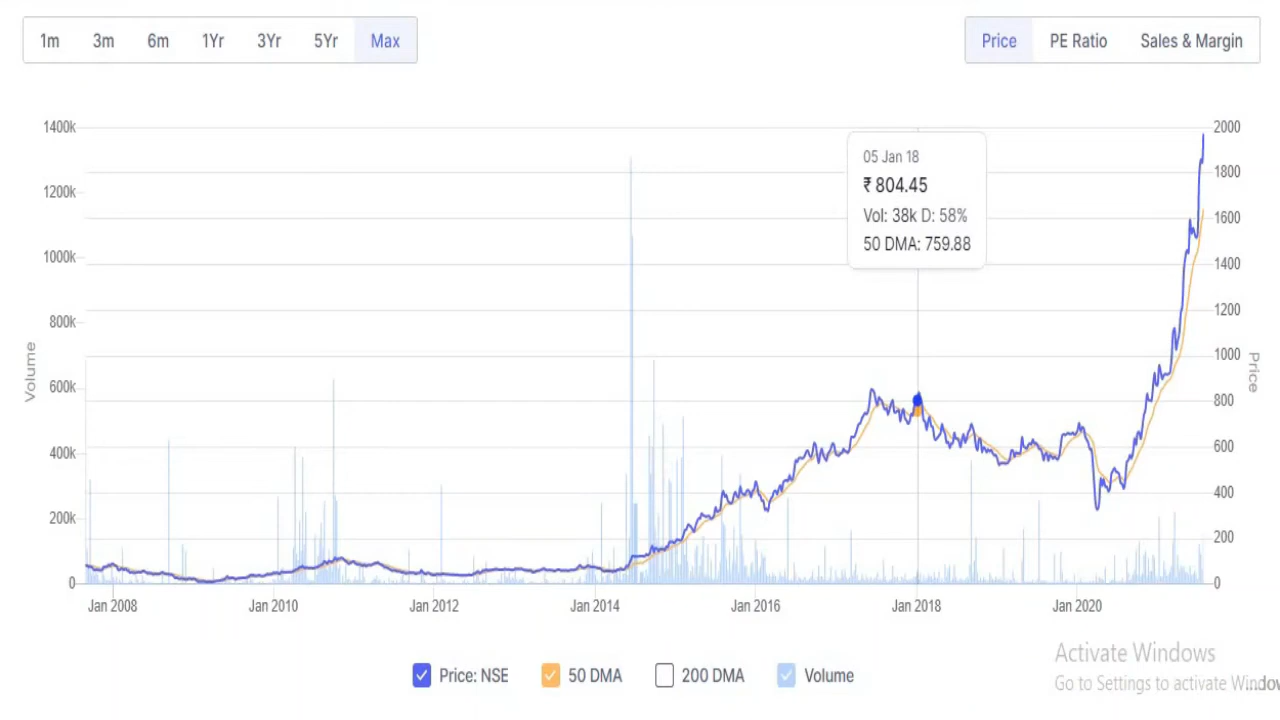 1m 3m 6m 1Yr 3Yr 5Yr Max
Price PE Ratio Sales & Margin
1400k
1200k
1000k
800k
600k
400k
200k
0
Volume
05 Jan 18
₹ 804.45
Vol: 38k D: 58%
50 DMA: 759.88
2000
1800
1600
1400
1200
1000
800
600
400
200
0
Price
Jan 2008 Jan 2010 Jan 2012 Jan 2014 Jan 2016 Jan 2018 Jan 2020
Price: NSE 50 DMA 200 DMA Volume
Activate Windows
Go to Settings to activate Windows